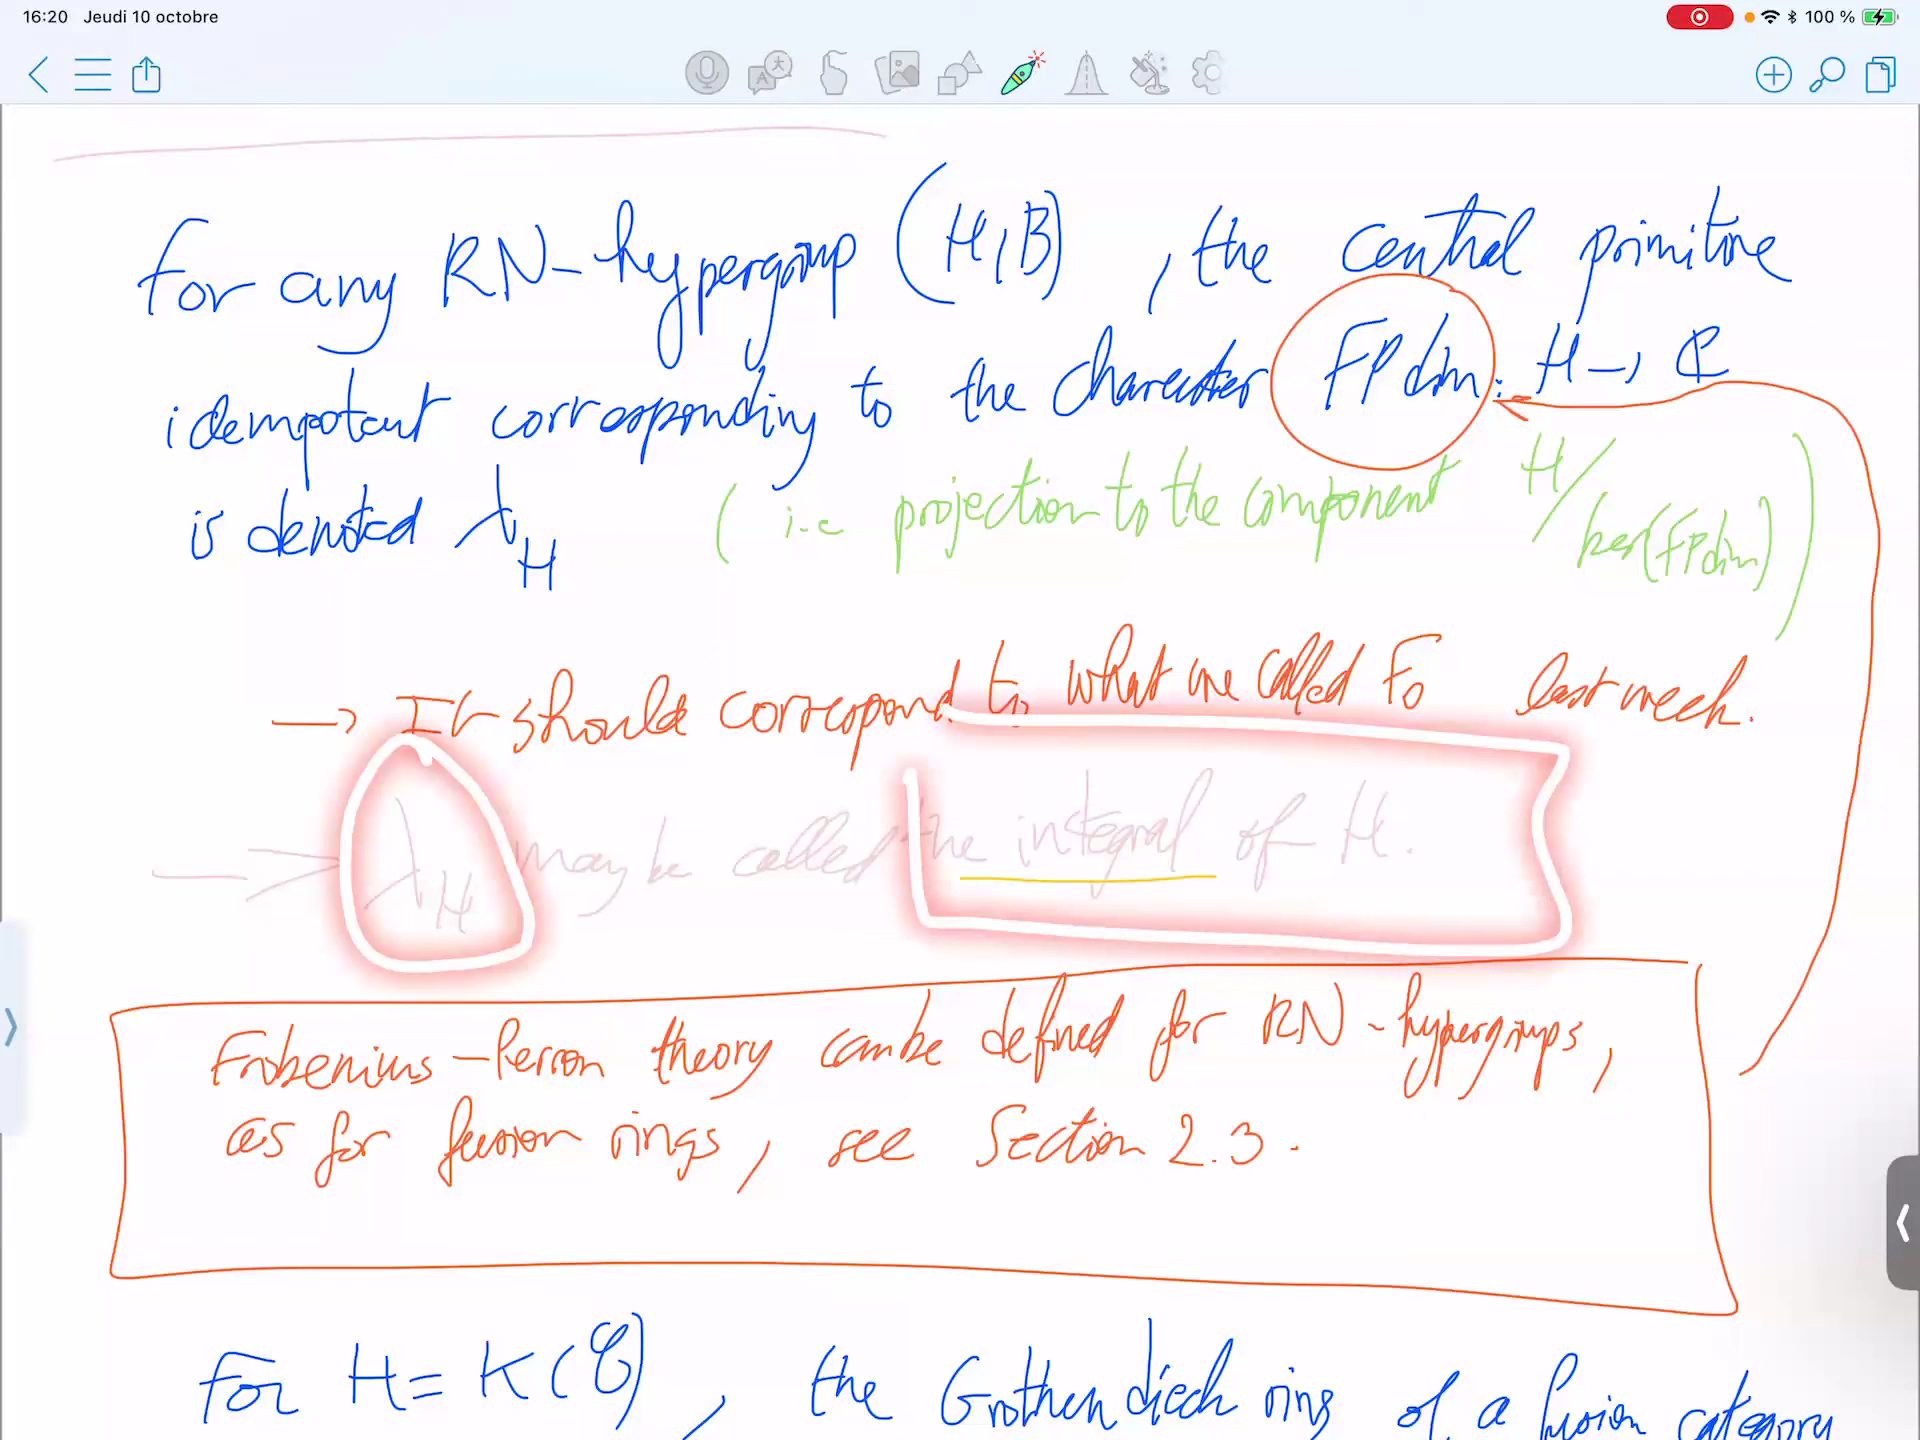 16:20 Jeudi 10 octobre 100 %
For any RN-hypergroup (H,B), the central primitive
idempotent corresponding to the character FPdim: H → ℂ
is denoted λ_H (i.e projection to the component H/ker(FPdim))
→ It should correspond to what we called F₀ last week.
→ λ_H may be called the integral of H.
Frobenius-Perron theory can be defined for RN-hypergroups,
as for fusion rings, see Section 2.3.
For H = K(𝒞), the Grothendieck ring of a fusion category